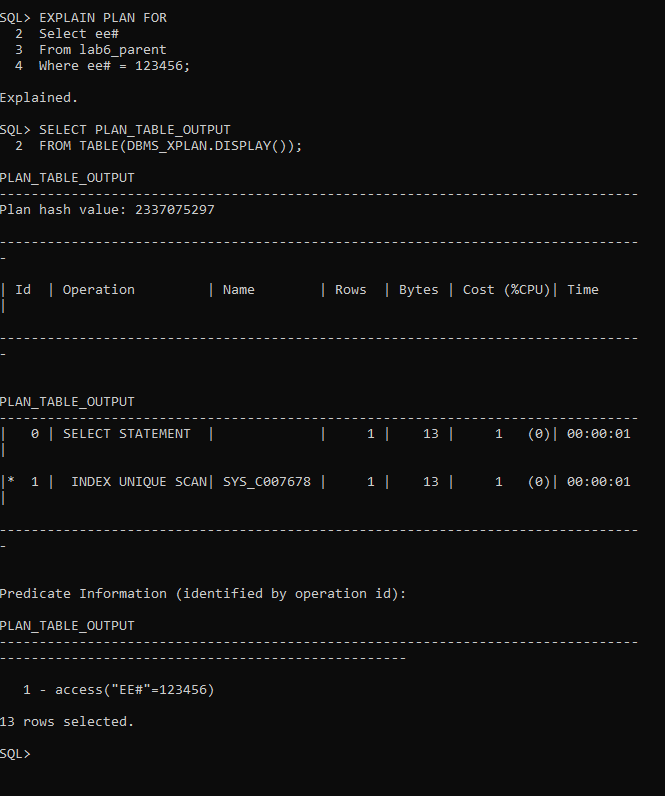 SQL> EXPLAIN PLAN FOR
  2  Select ee#
  3  From lab6_parent
  4  Where ee# = 123456;

Explained.

SQL> SELECT PLAN_TABLE_OUTPUT
  2  FROM TABLE(DBMS_XPLAN.DISPLAY());

PLAN_TABLE_OUTPUT
--------------------------------------------------------------------------------
Plan hash value: 2337075297

--------------------------------------------------------------------------------
-

| Id  | Operation         | Name        | Rows  | Bytes | Cost (%CPU)| Time
|

--------------------------------------------------------------------------------
-


PLAN_TABLE_OUTPUT
--------------------------------------------------------------------------------
|   0 | SELECT STATEMENT  |             |     1 |    13 |     1   (0)| 00:00:01
|

|*  1 |  INDEX UNIQUE SCAN| SYS_C007678 |     1 |    13 |     1   (0)| 00:00:01
|

--------------------------------------------------------------------------------
-


Predicate Information (identified by operation id):

PLAN_TABLE_OUTPUT
--------------------------------------------------------------------------------
---------------------------------------------------

   1 - access("EE#"=123456)

13 rows selected.

SQL>